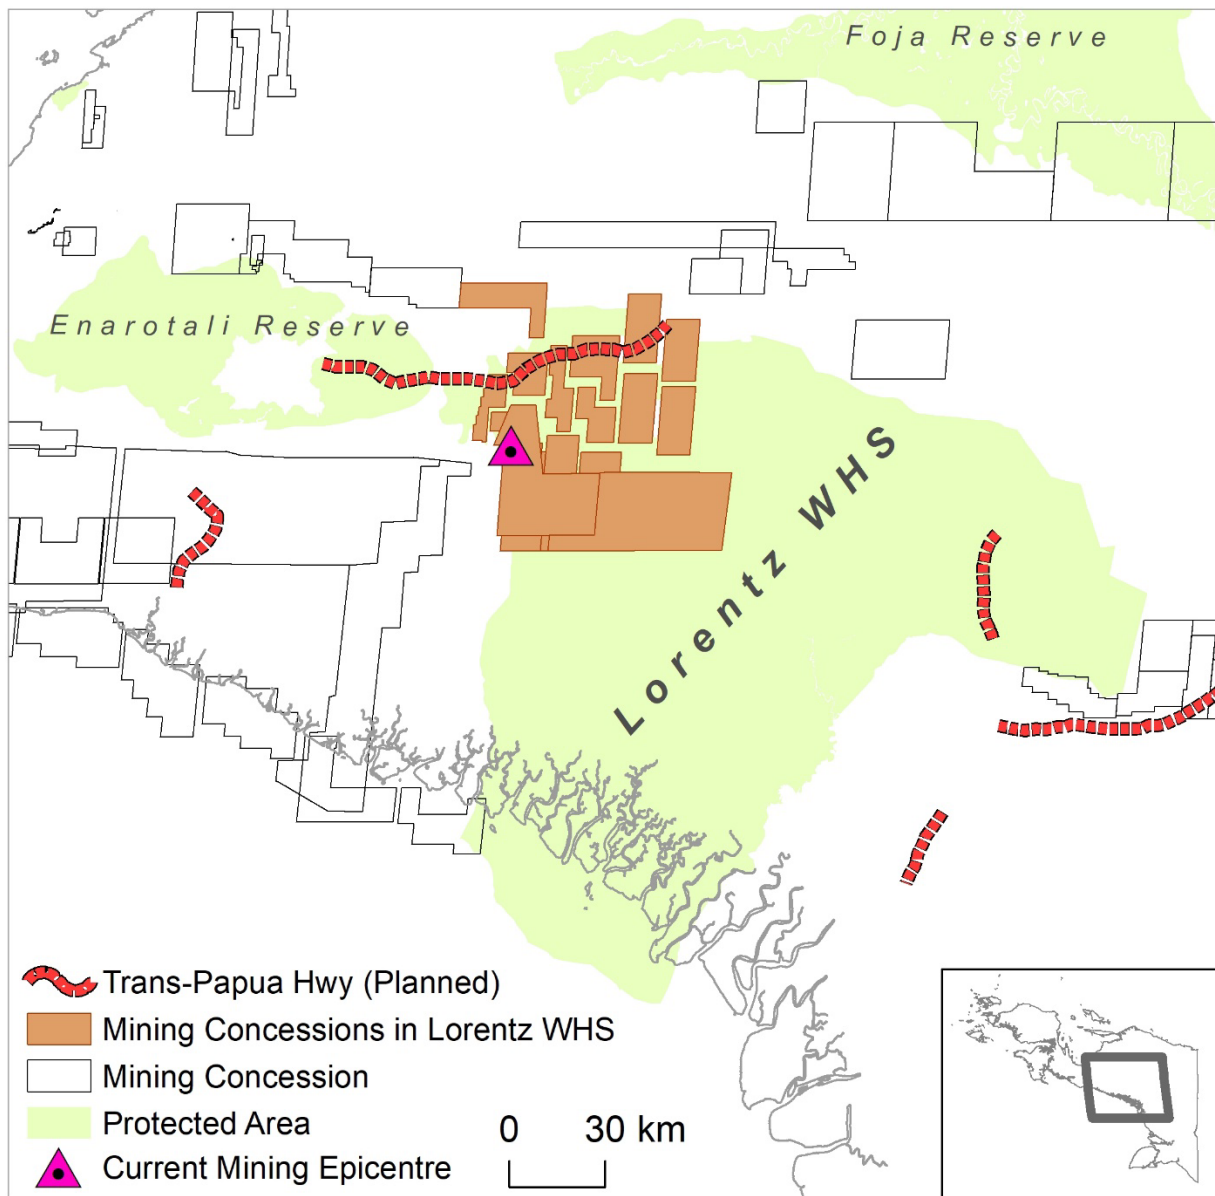 Foja Reserve
Enarotali Reserve
Lorentz WHS
Trans-Papua Hwy (Planned)
Mining Concessions in Lorentz WHS
Mining Concession
Protected Area
Current Mining Epicentre
0 30 km